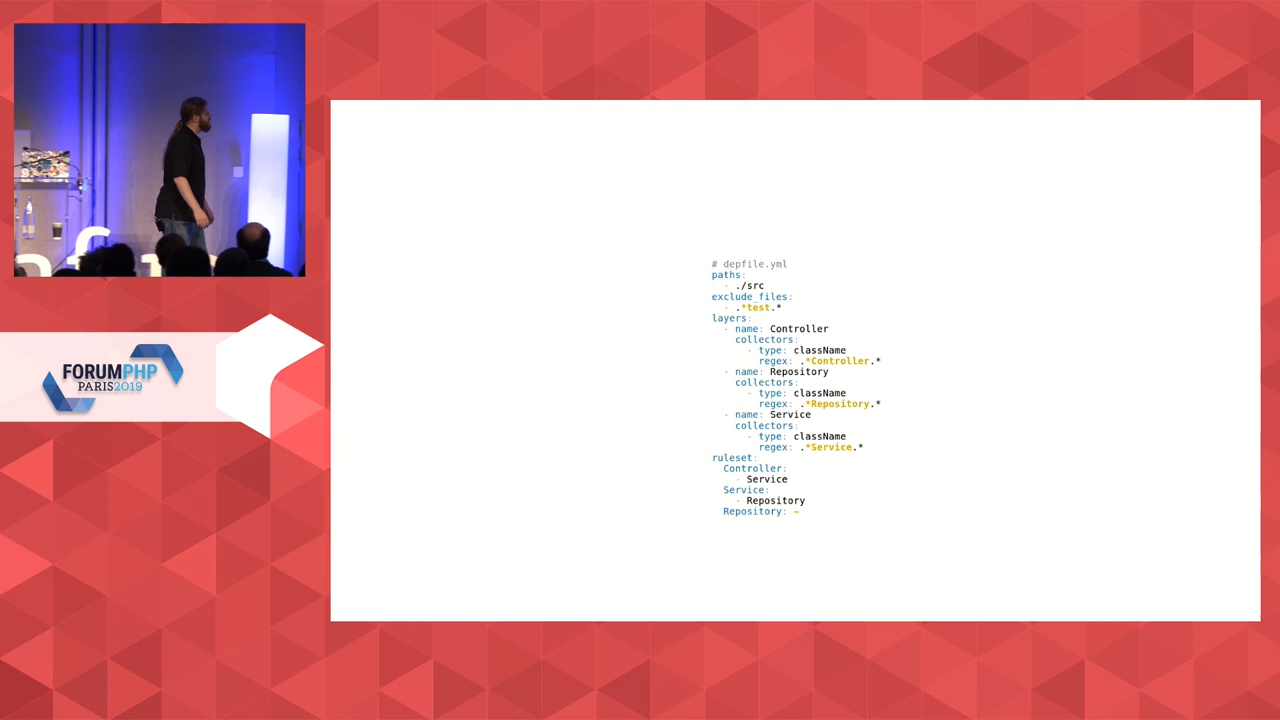 # depfile.yml
paths:
  - ./src
exclude_files:
  - .*test.*
layers:
  - name: Controller
    collectors:
      - type: className
        regex: .*Controller.*
  - name: Repository
    collectors:
      - type: className
        regex: .*Repository.*
  - name: Service
    collectors:
      - type: className
        regex: .*Service.*
ruleset:
  Controller:
    - Service
  Service:
    - Repository
  Repository: ~
FORUMPHP
PARIS2019